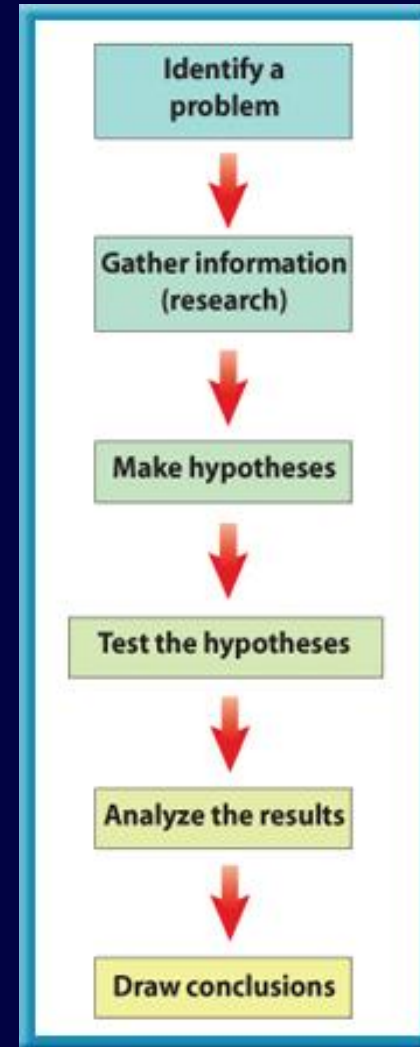 Identify a
problem
Gather information
(research)
Make hypotheses
Test the hypotheses
Analyze the results
Draw conclusions